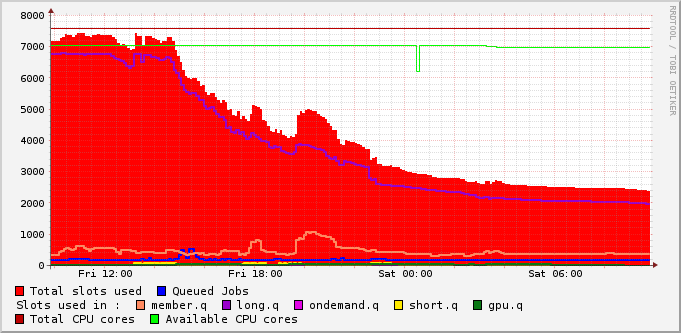 8000
7000
6000
5000
4000
3000
2000
1000
0
Fri 12:00 Fri 18:00 Sat 00:00 Sat 06:00
Total slots used Queued Jobs
Slots used in : member.q long.q ondemand.q short.q gpu.q
Total CPU cores Available CPU cores
RRDTOOL / TOBI OETIKER